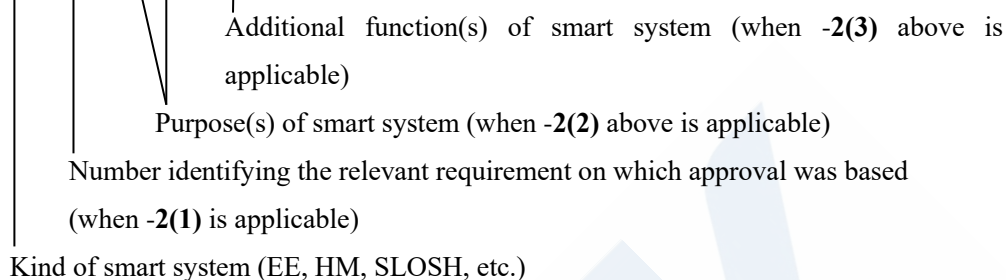 Additional function(s) of smart system (when -2(3) above is
applicable)
Purpose(s) of smart system (when -2(2) above is applicable)
Number identifying the relevant requirement on which approval was based
(when -2(1) is applicable)
Kind of smart system (EE, HM, SLOSH, etc.)